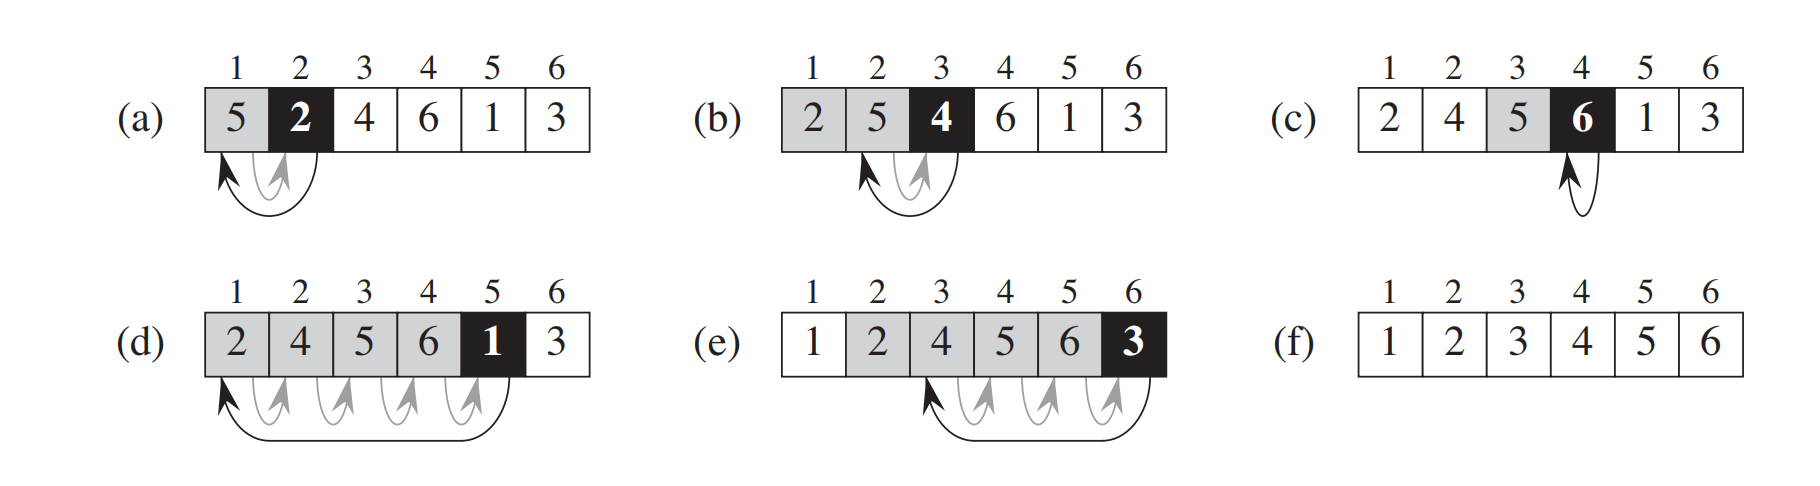 1 2 3 4 5 6
(a) 5 2 4 6 1 3
1 2 3 4 5 6
(b) 2 5 4 6 1 3
1 2 3 4 5 6
(c) 2 4 5 6 1 3
1 2 3 4 5 6
(d) 2 4 5 6 1 3
1 2 3 4 5 6
(e) 1 2 4 5 6 3
1 2 3 4 5 6
(f) 1 2 3 4 5 6